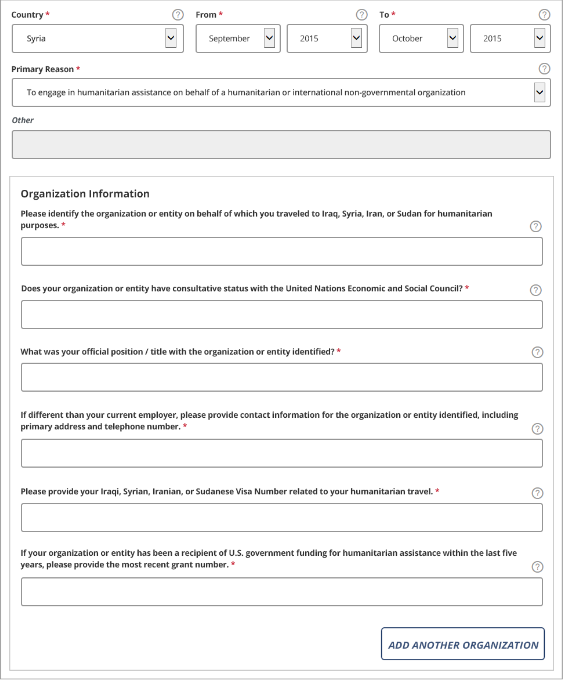 Country * From * To *
Syria September 2015 October 2015
Primary Reason *
To engage in humanitarian assistance on behalf of a humanitarian or international non-governmental organization
Other
Organization Information
Please identify the organization or entity on behalf of which you traveled to Iraq, Syria, Iran, or Sudan for humanitarian
purposes. *
Does your organization or entity have consultative status with the United Nations Economic and Social Council? *
What was your official position / title with the organization or entity identified? *
If different than your current employer, please provide contact information for the organization or entity identified, including
primary address and telephone number. *
Please provide your Iraqi, Syrian, Iranian, or Sudanese Visa Number related to your humanitarian travel. *
If your organization or entity has been a recipient of U.S. government funding for humanitarian assistance within the last five
years, please provide the most recent grant number. *
ADD ANOTHER ORGANIZATION